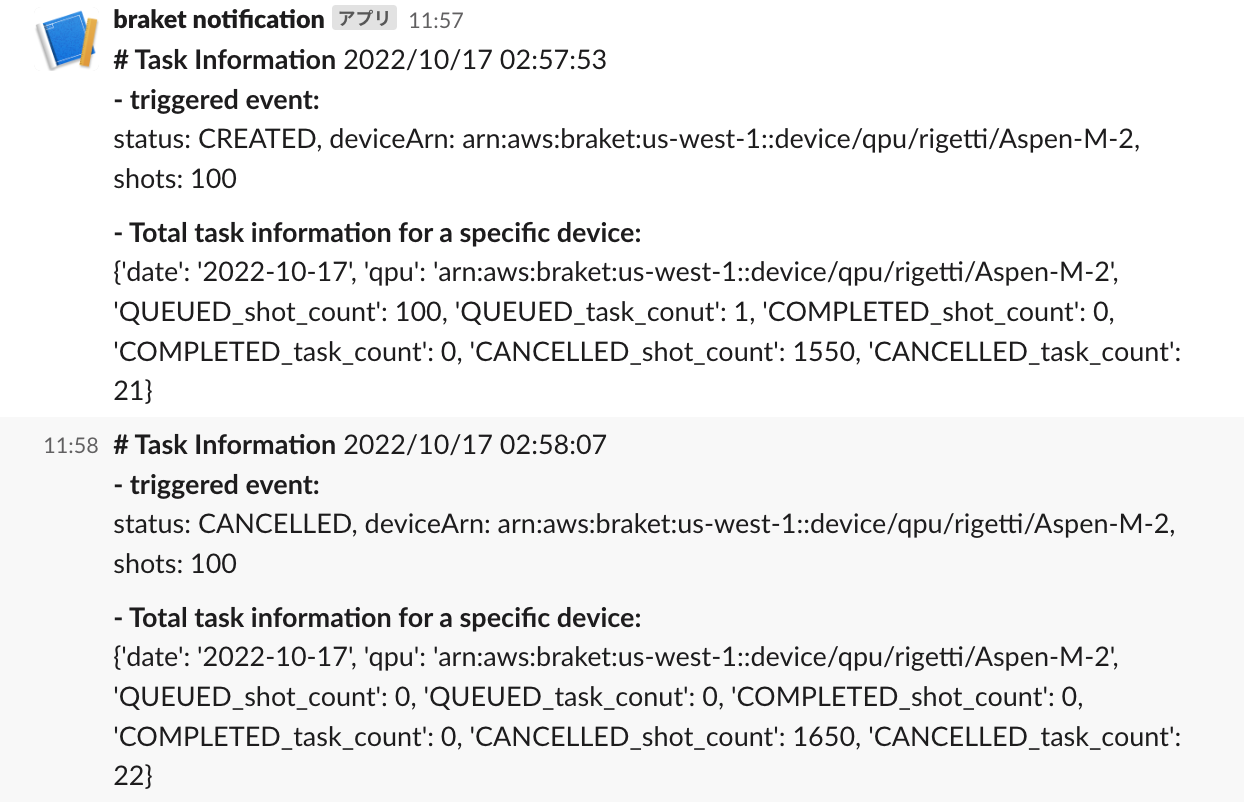 braket notification アプリ 11:57
# Task Information 2022/10/17 02:57:53
- triggered event:
status: CREATED, deviceArn: arn:aws:braket:us-west-1::device/qpu/rigetti/Aspen-M-2,
shots: 100
- Total task information for a specific device:
{'date': '2022-10-17', 'qpu': 'arn:aws:braket:us-west-1::device/qpu/rigetti/Aspen-M-2',
'QUEUED_shot_count': 100, 'QUEUED_task_conut': 1, 'COMPLETED_shot_count': 0,
'COMPLETED_task_count': 0, 'CANCELLED_shot_count': 1550, 'CANCELLED_task_count':
21}
11:58 # Task Information 2022/10/17 02:58:07
- triggered event:
status: CANCELLED, deviceArn: arn:aws:braket:us-west-1::device/qpu/rigetti/Aspen-M-2,
shots: 100
- Total task information for a specific device:
{'date': '2022-10-17', 'qpu': 'arn:aws:braket:us-west-1::device/qpu/rigetti/Aspen-M-2',
'QUEUED_shot_count': 0, 'QUEUED_task_conut': 0, 'COMPLETED_shot_count': 0,
'COMPLETED_task_count': 0, 'CANCELLED_shot_count': 1650, 'CANCELLED_task_count':
22}